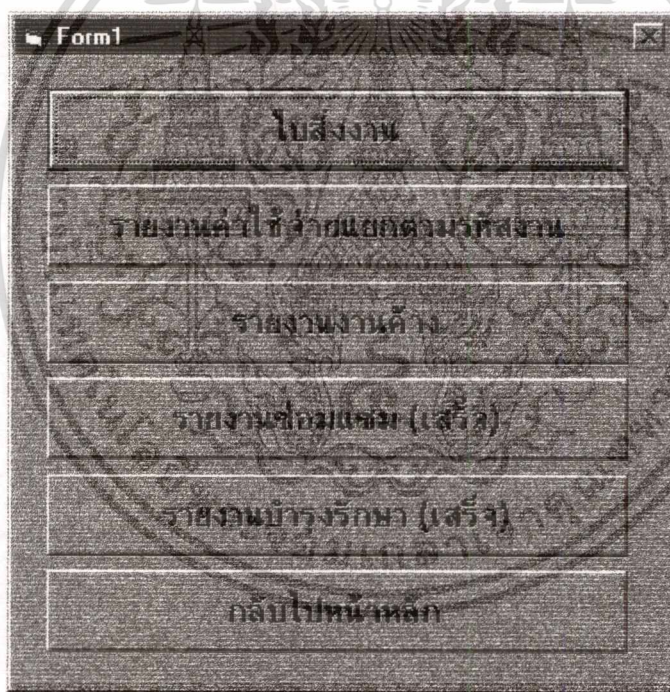 Form1
ใบสั่งงาน
รายงานค่าใช้จ่ายแยกตามรหัสงาน
รายงานงานค้าง
รายงานซ่อมแซม (เสร็จ)
รายงานบำรุงรักษา (เสร็จ)
กลับไปหน้าหลัก